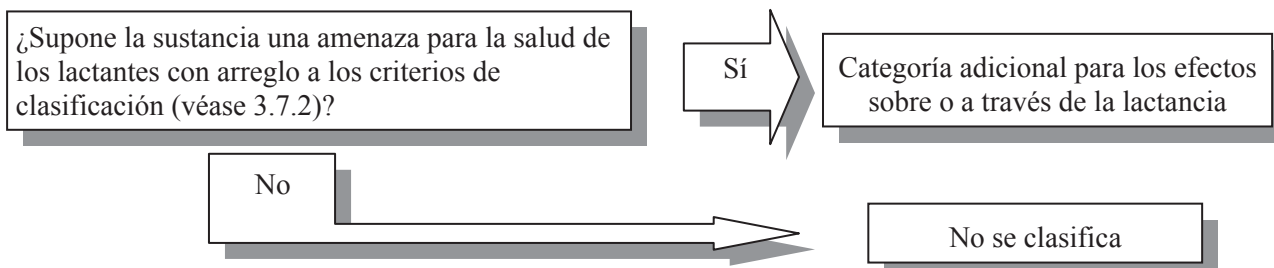 ¿Supone la sustancia una amenaza para la salud de
los lactantes con arreglo a los criterios de
clasificación (véase 3.7.2)?
Sí
Categoría adicional para los efectos
sobre o a través de la lactancia
No
No se clasifica